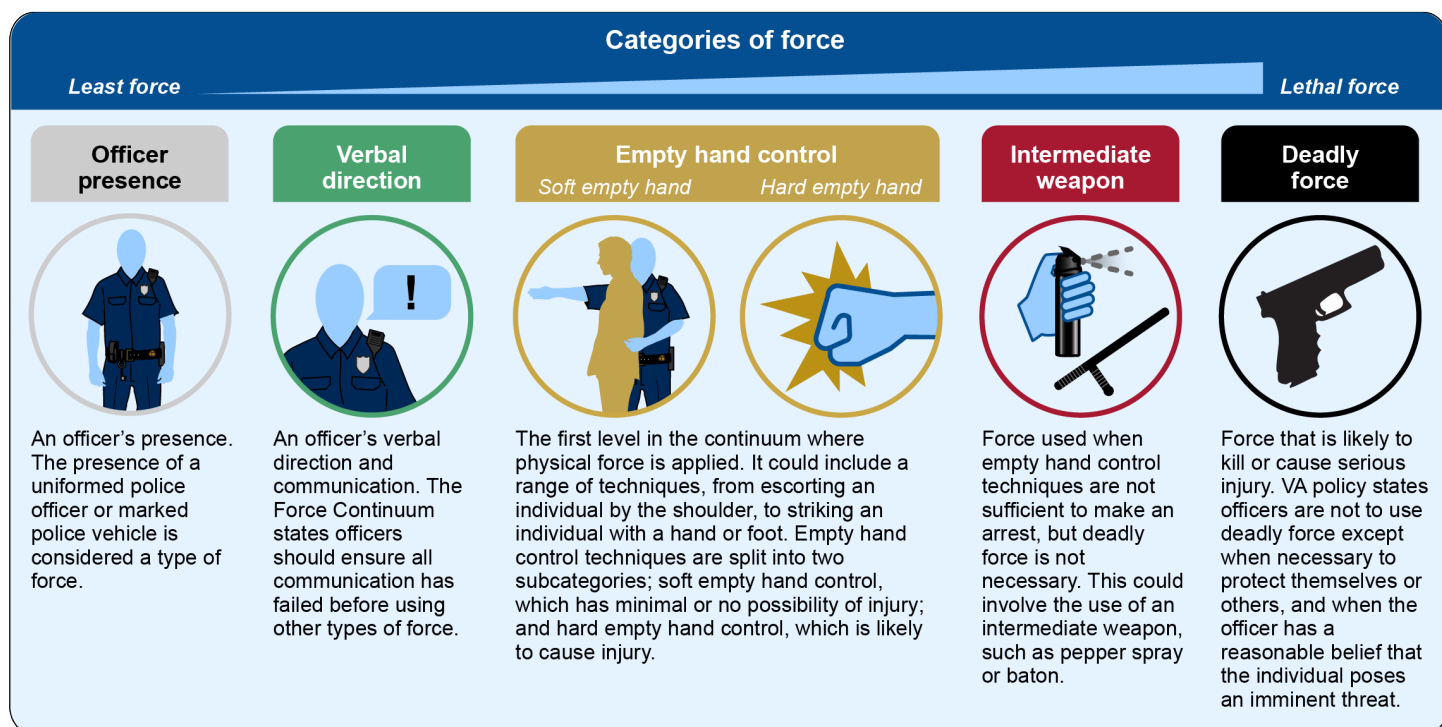 Categories of force
Least force
Lethal force
Officer
presence
An officer’s presence.
The presence of a
uniformed police
officer or marked
police vehicle is
considered a type of
force.
Verbal
direction
!
An officer’s verbal
direction and
communication. The
Force Continuum
states officers
should ensure all
communication has
failed before using
other types of force.
Empty hand control
Soft empty hand
Hard empty hand
The first level in the continuum where
physical force is applied. It could include a
range of techniques, from escorting an
individual by the shoulder, to striking an
individual with a hand or foot. Empty hand
control techniques are split into two
subcategories; soft empty hand control,
which has minimal or no possibility of injury;
and hard empty hand control, which is likely
to cause injury.
Intermediate
weapon
Force used when
empty hand control
techniques are not
sufficient to make an
arrest, but deadly
force is not
necessary. This could
involve the use of an
intermediate weapon,
such as pepper spray
or baton.
Deadly
force
Force that is likely to
kill or cause serious
injury. VA policy states
officers are not to use
deadly force except
when necessary to
protect themselves or
others, and when the
officer has a
reasonable belief that
the individual poses
an imminent threat.